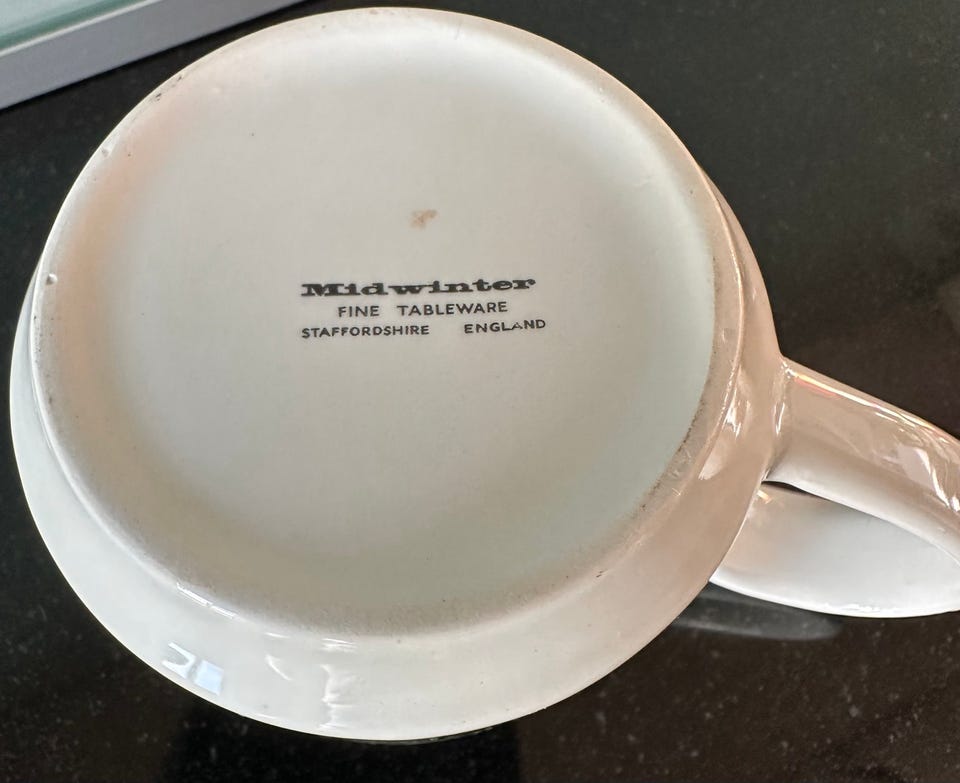 Midwinter
FINE TABLEWARE
STAFFORDSHIRE ENGLAND